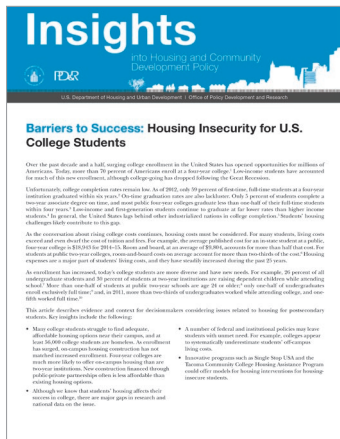 Insights
into Housing and Community
Development Policy
PD&R
U.S. Department of Housing and Urban Development | Office of Policy Development and Research
Barriers to Success: Housing Insecurity for U.S.
College Students
Over the past decade and a half, surging college enrollment in the United States has opened opportunities for millions of
Americans. Today, more than 70 percent of Americans enroll at a four-year college.¹ Low-income students have accounted
for much of this new enrollment, although college-going has dropped following the Great Recession.
Unfortunately, college completion rates remain low. As of 2012, only 59 percent of first-time, full-time students at a four-year
institution graduated within six years.² On-time graduation rates are also lackluster. Only 5 percent of students complete a
two-year associate degree on time, and most public four-year colleges graduate less than one-half of their full-time students
within four years.³ Low-income and first-generation students continue to graduate at far lower rates than higher income
students.⁴ In general, the United States lags behind other industrialized nations in college completion.⁵ Students' housing
challenges likely contribute to this gap.
As the conversation about rising college costs continues, housing costs must be considered. For many students, living costs
exceed and even dwarf the cost of tuition and fees. For example, the average published cost for an in-state student at a public,
four-year college is $18,943 for 2014–15. Room and board, at an average of $9,804, accounts for more than half that cost. For
students at public two-year colleges, room-and-board costs on average account for more than two-thirds of the cost.⁶ Housing
expenses are a major part of students' living costs, and they have steadily increased during the past 25 years.
As enrollment has increased, today's college students are more diverse and have new needs. For example, 26 percent of all
undergraduate students and 30 percent of students at two-year institutions are raising dependent children while attending
school.⁷ More than one-half of students at public two-year schools are age 24 or older;⁸ only one-half of undergraduates
enroll exclusively full time;⁹ and, in 2011, more than two-thirds of undergraduates worked while attending college, and one-
fifth worked full time.¹⁰
This article describes evidence and context for decisionmakers considering issues related to housing for postsecondary
students. Key insights include the following:
• Many college students struggle to find adequate,
affordable housing options near their campus, and at
least 56,000 college students are homeless. As enrollment
has surged, on-campus housing construction has not
matched increased enrollment. Four-year colleges are
much more likely to offer on-campus housing than are
two-year institutions. New construction financed through
public-private partnerships often is less affordable than
existing housing options.
• Although we know that students' housing affects their
success in college, there are major gaps in research and
national data on the issue.
• A number of federal and institutional policies may leave
students with unmet need. For example, colleges appear
to systematically underestimate students' off-campus
living costs.
• Innovative programs such as Single Stop USA and the
Tacoma Community College Housing Assistance Program
could offer models for housing interventions for housing-
insecure students.